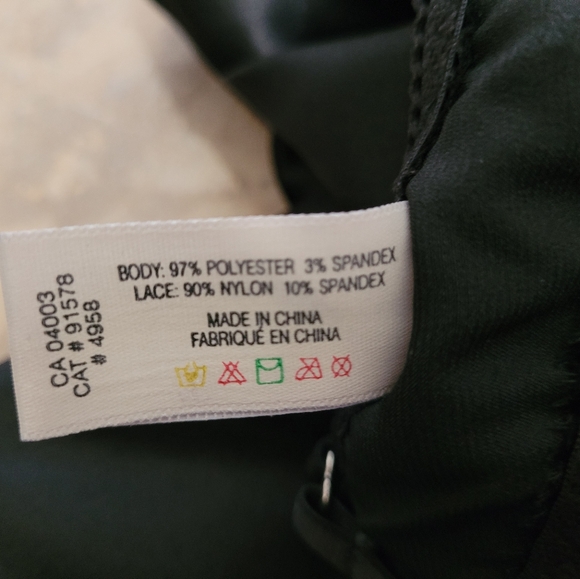 BODY: 97% POLYESTER 3% SPANDEX
LACE: 90% NYLON 10% SPANDEX
MADE IN CHINA
FABRIQUÉ EN CHINA
CA 04003
CAT # 91578
# 4958